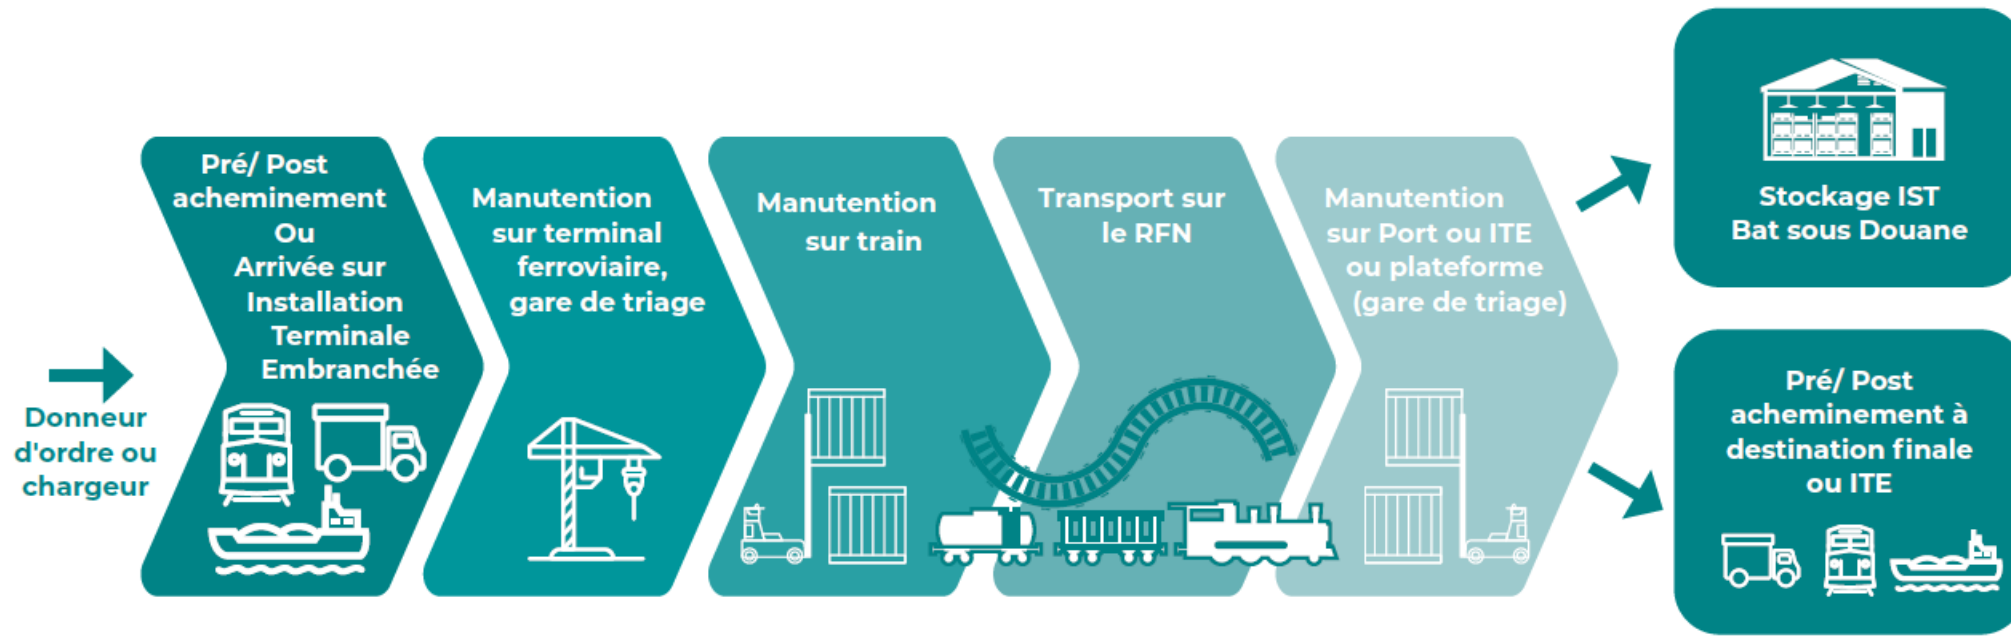 Donneur
d'ordre ou
chargeur
Pré/ Post
acheminement
Ou
Arrivée sur
Installation
Terminale
Embranchée
Manutention
sur terminal
ferroviaire,
gare de triage
Manutention
sur train
Transport sur
le RFN
Manutention
sur Port ou ITE
ou plateforme
(gare de triage)
Stockage IST
Bat sous Douane
Pré/ Post
acheminement à
destination finale
ou ITE